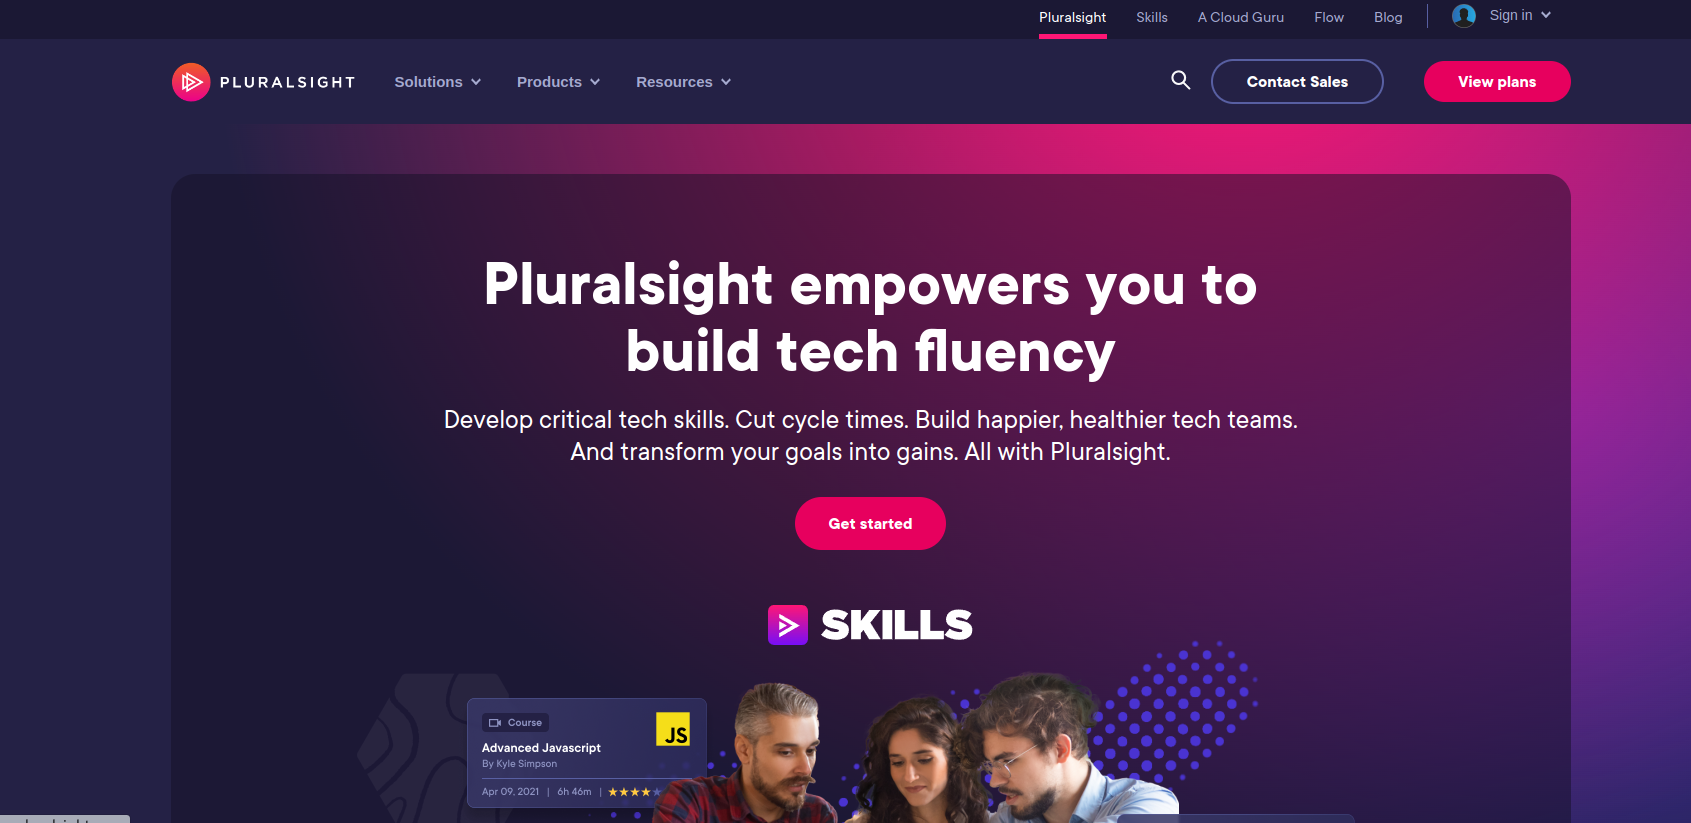 Pluralsight Skills A Cloud Guru Flow Blog Sign in
PLURALSIGHT Solutions Products Resources Contact Sales View plans
Pluralsight empowers you to
build tech fluency
Develop critical tech skills. Cut cycle times. Build happier, healthier tech teams.
And transform your goals into gains. All with Pluralsight.
Get started
SKILLS
Course
JS
Advanced Javascript
By Kyle Simpson
Apr 09, 2021 | 6h 46m |